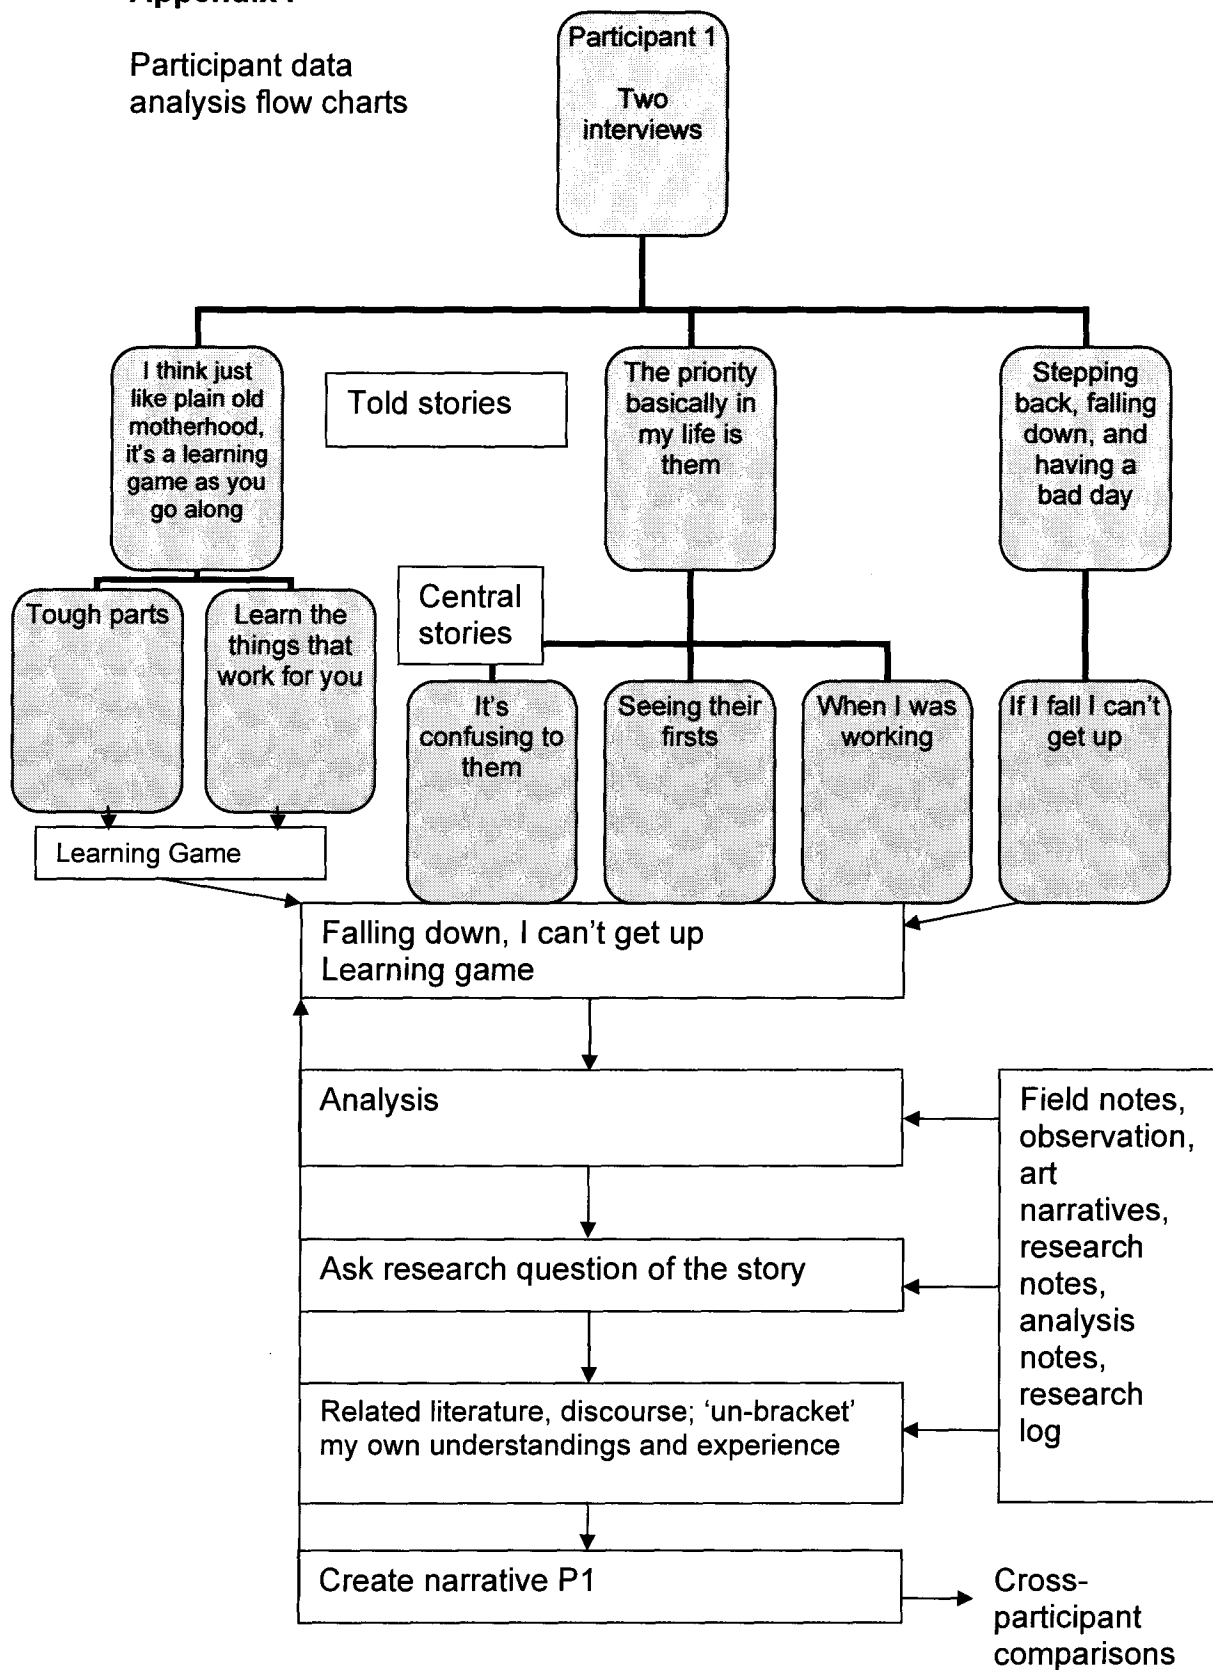 Participant data
analysis flow charts
Participant 1
Two
interviews
I think just
like plain old
motherhood,
it's a learning
game as you
go along
Told stories
The priority
basically in
my life is
them
Stepping
back, falling
down, and
having a
bad day
Tough parts
Learn the
things that
work for you
Central
stories
It's
confusing to
them
Seeing their
firsts
When I was
working
If I fall I can't
get up
Learning Game
Falling down, I can't get up
Learning game
Analysis
Field notes,
observation,
art
narratives,
research
notes,
analysis
notes,
research
log
Ask research question of the story
Related literature, discourse; ‘un-bracket’
my own understandings and experience
Create narrative P1
Cross-
participant
comparisons